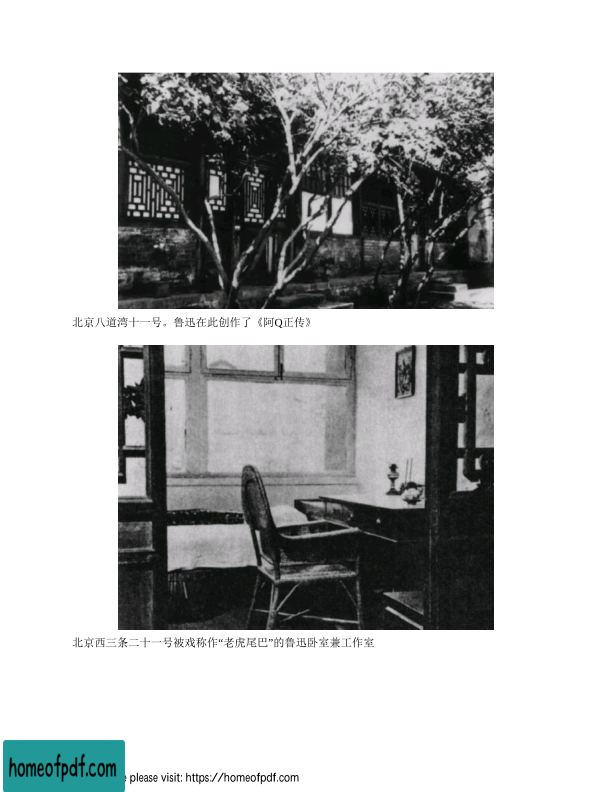 北京八道湾十一号。鲁迅在此创作了《阿Q正传》
北京西三条二十一号被戏称作“老虎尾巴”的鲁迅卧室兼工作室
homeofpdf.com
please visit: https://homeofpdf.com